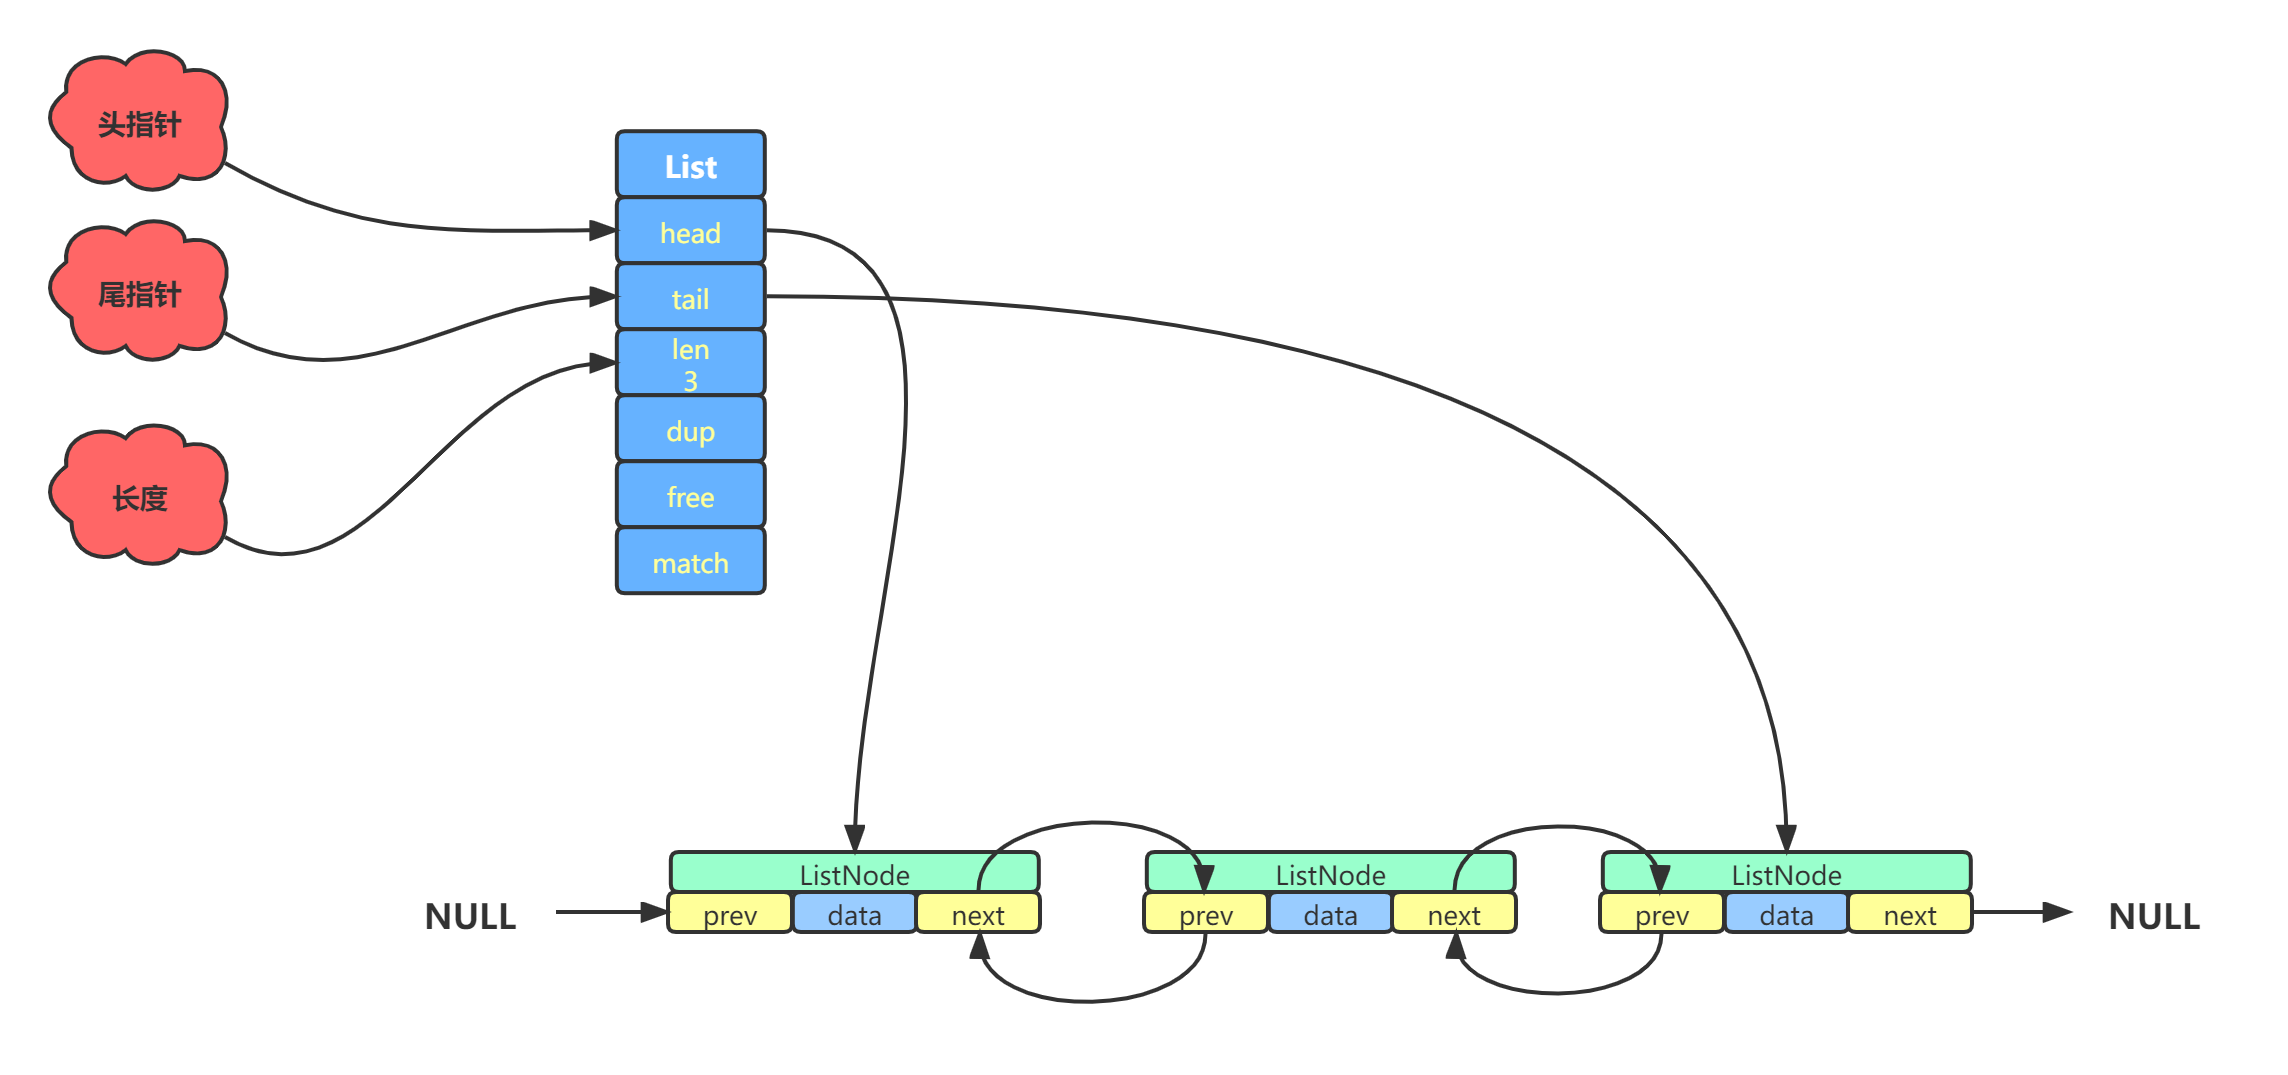 头指针
尾指针
长度
List
head
tail
len
3
dup
free
match
ListNode
ListNode
ListNode
NULL
prev
data
next
prev
data
next
prev
data
next
NULL